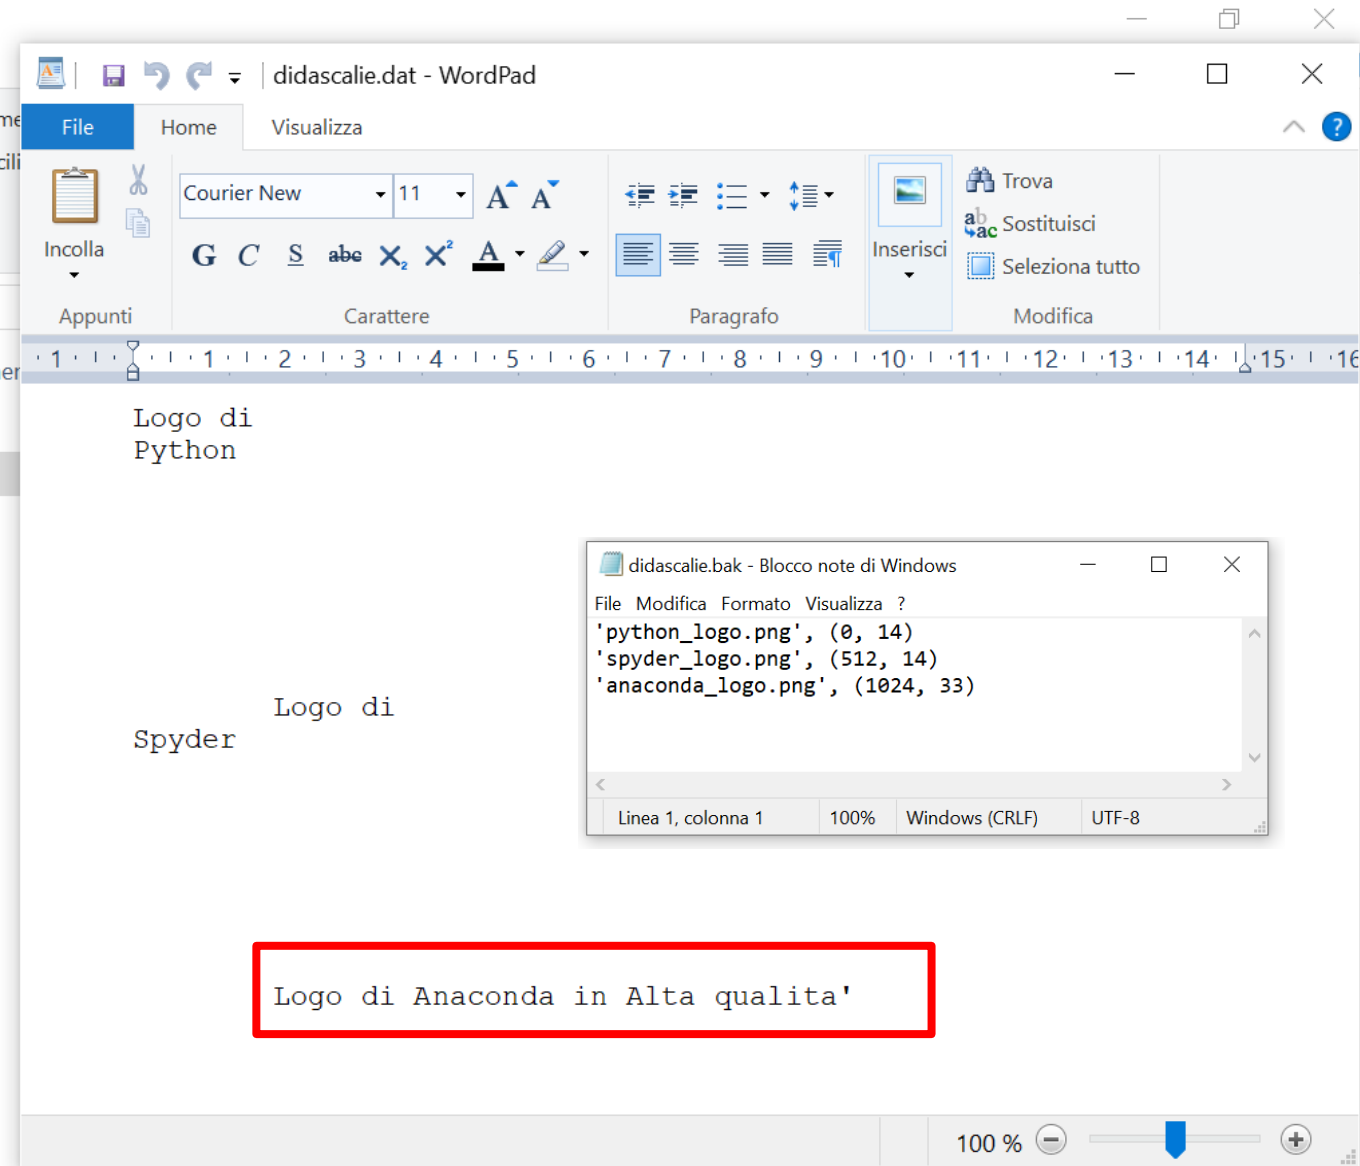 didascalie.dat - WordPad
File Home Visualizza
Incolla
Appunti
Courier New 11
G C S abc X₂ X² A
Carattere
Paragrafo
Inserisci
Trova
Sostituisci
Seleziona tutto
Modifica
1 1 2 3 4 5 6 7 8 9 10 11 12 13 14 15 16
Logo di
Python
Logo di
Spyder
didascalie.bak - Blocco note di Windows
File Modifica Formato Visualizza ?
'python_logo.png', (0, 14)
'spyder_logo.png', (512, 14)
'anaconda_logo.png', (1024, 33)
Linea 1, colonna 1 100% Windows (CRLF) UTF-8
Logo di Anaconda in Alta qualita'
100 %